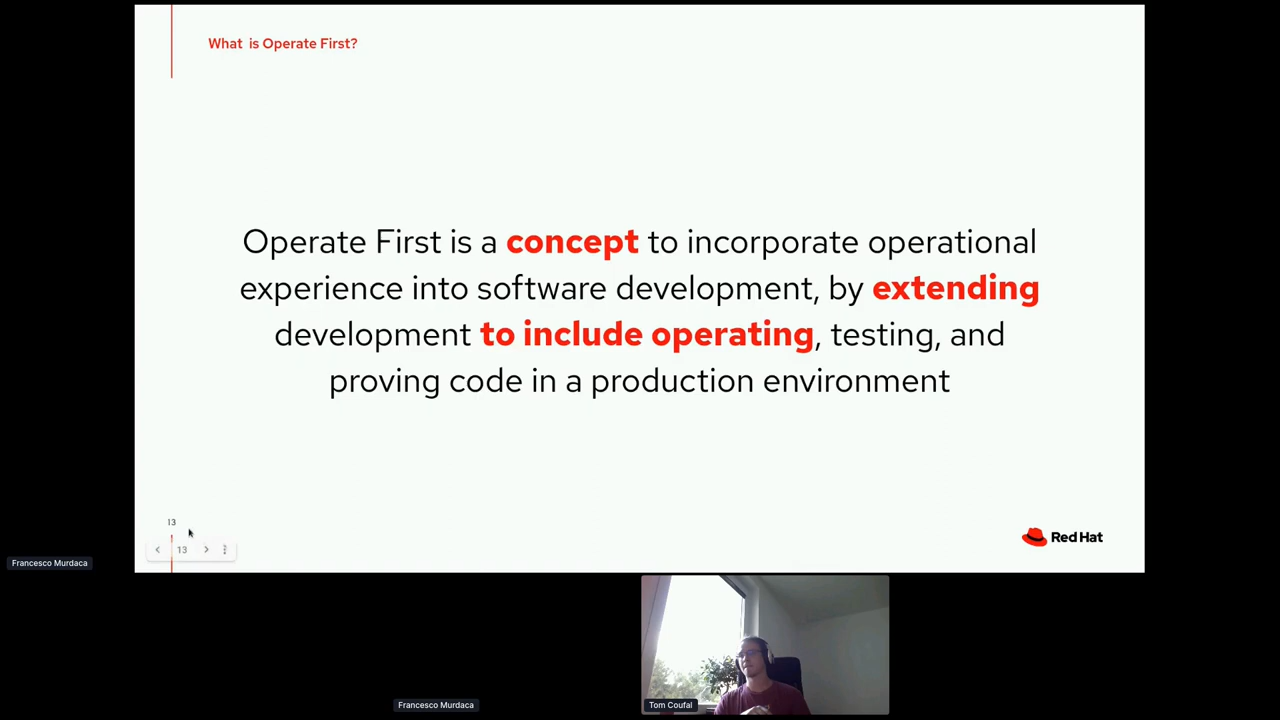 What is Operate First?
Operate First is a concept to incorporate operational
experience into software development, by extending
development to include operating, testing, and
proving code in a production environment
13
13
Red Hat
Francesco Murdaca
Francesco Murdaca
Tom Coufal